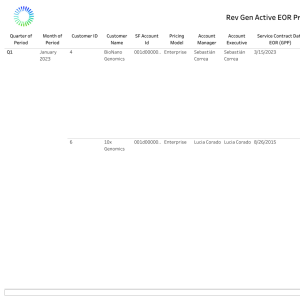 Rev Gen Active EOR Pr
Quarter of Period Month of Period Customer ID Customer Name SF Account Id Pricing Model Account Manager Account Executive Service Contract Dat EOR (GPP)
Q1 January 2023 4 BioNano Genomics 001d00000.. Enterprise Sebastián Correa Sebastián Correa 3/15/2023
6 10x Genomics 001d00000.. Enterprise Lucia Conado Lucia Conado 8/26/2015